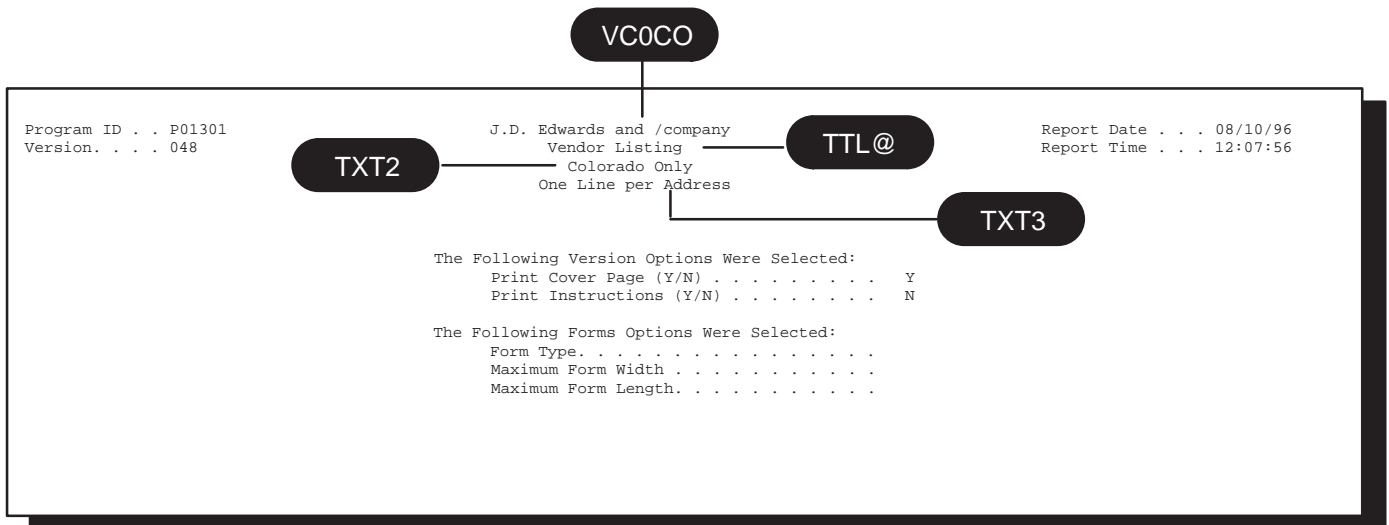 VC0CO
Program ID . . P01301 J.D. Edwards and /company Report Date . . . 08/10/96
Version. . . . 048 Vendor Listing TTL@ Report Time . . . 12:07:56
TXT2 Colorado Only
One Line per Address
TXT3
The Following Version Options Were Selected:
Print Cover Page (Y/N) . . . . . . . . . Y
Print Instructions (Y/N) . . . . . . . . N
The Following Forms Options Were Selected:
Form Type. . . . . . . . . . . . . . . .
Maximum Form Width . . . . . . . . . . .
Maximum Form Length. . . . . . . . . . .